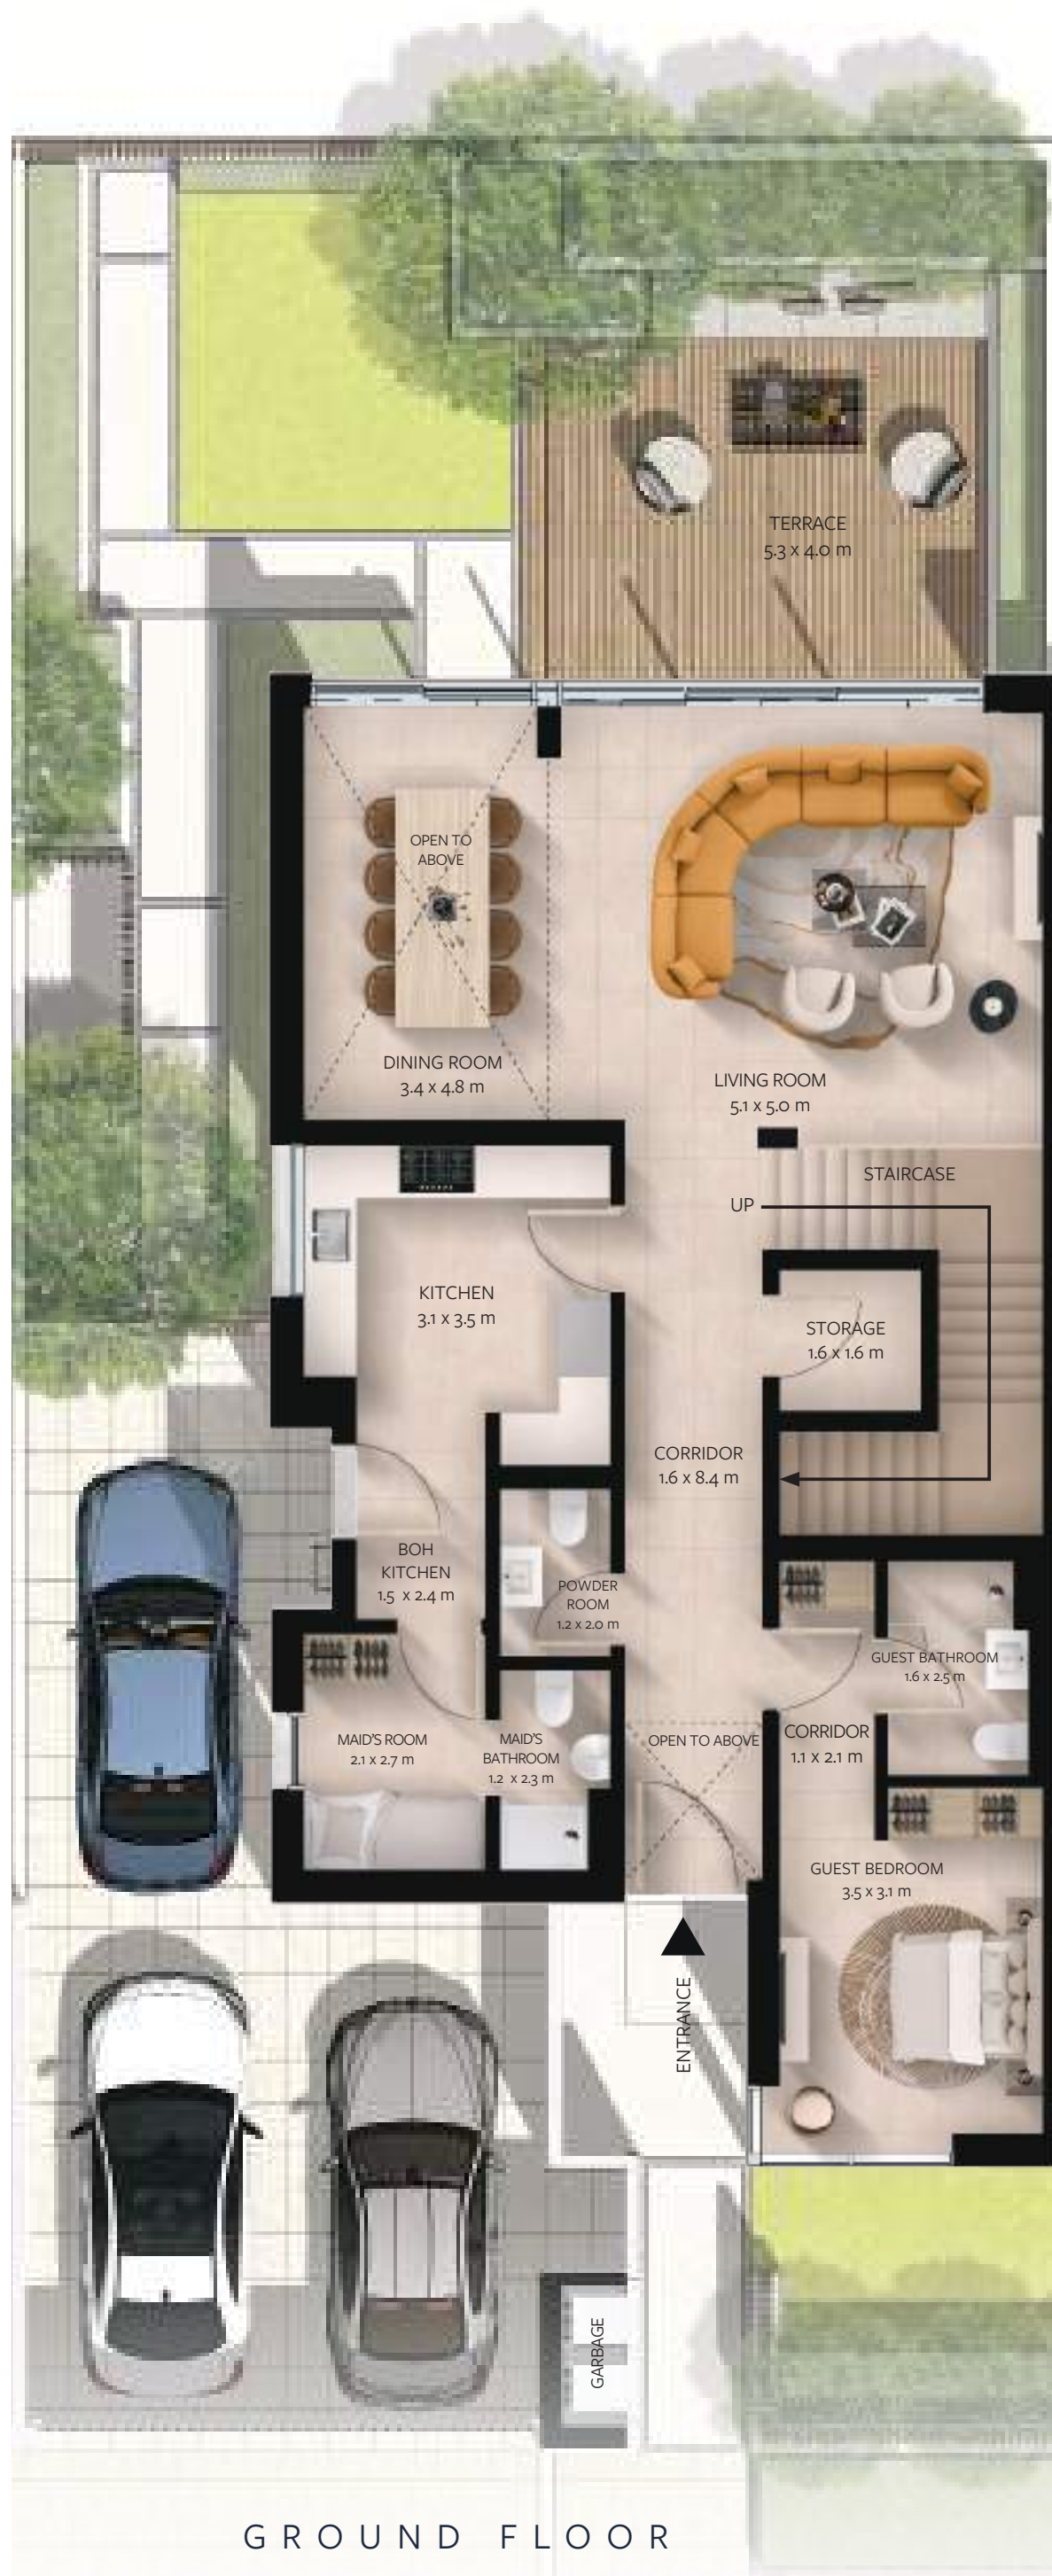 TERRACE
5.3 x 4.0 m
OPEN TO
ABOVE
DINING ROOM
3.4 x 4.8 m
LIVING ROOM
5.1 x 5.0 m
STAIRCASE
UP
KITCHEN
3.1 x 3.5 m
STORAGE
1.6 x 1.6 m
CORRIDOR
1.6 x 8.4 m
BOH
KITCHEN
1.5 x 2.4 m
POWDER
ROOM
1.2 x 2.0 m
GUEST BATHROOM
1.6 x 2.5 m
MAID'S ROOM
2.1 x 2.7 m
MAID'S
BATHROOM
1.2 x 2.3 m
OPEN TO ABOVE
CORRIDOR
1.1 x 2.1 m
GUEST BEDROOM
3.5 x 3.1 m
ENTRANCE
GARBAGE
GROUND FLOOR